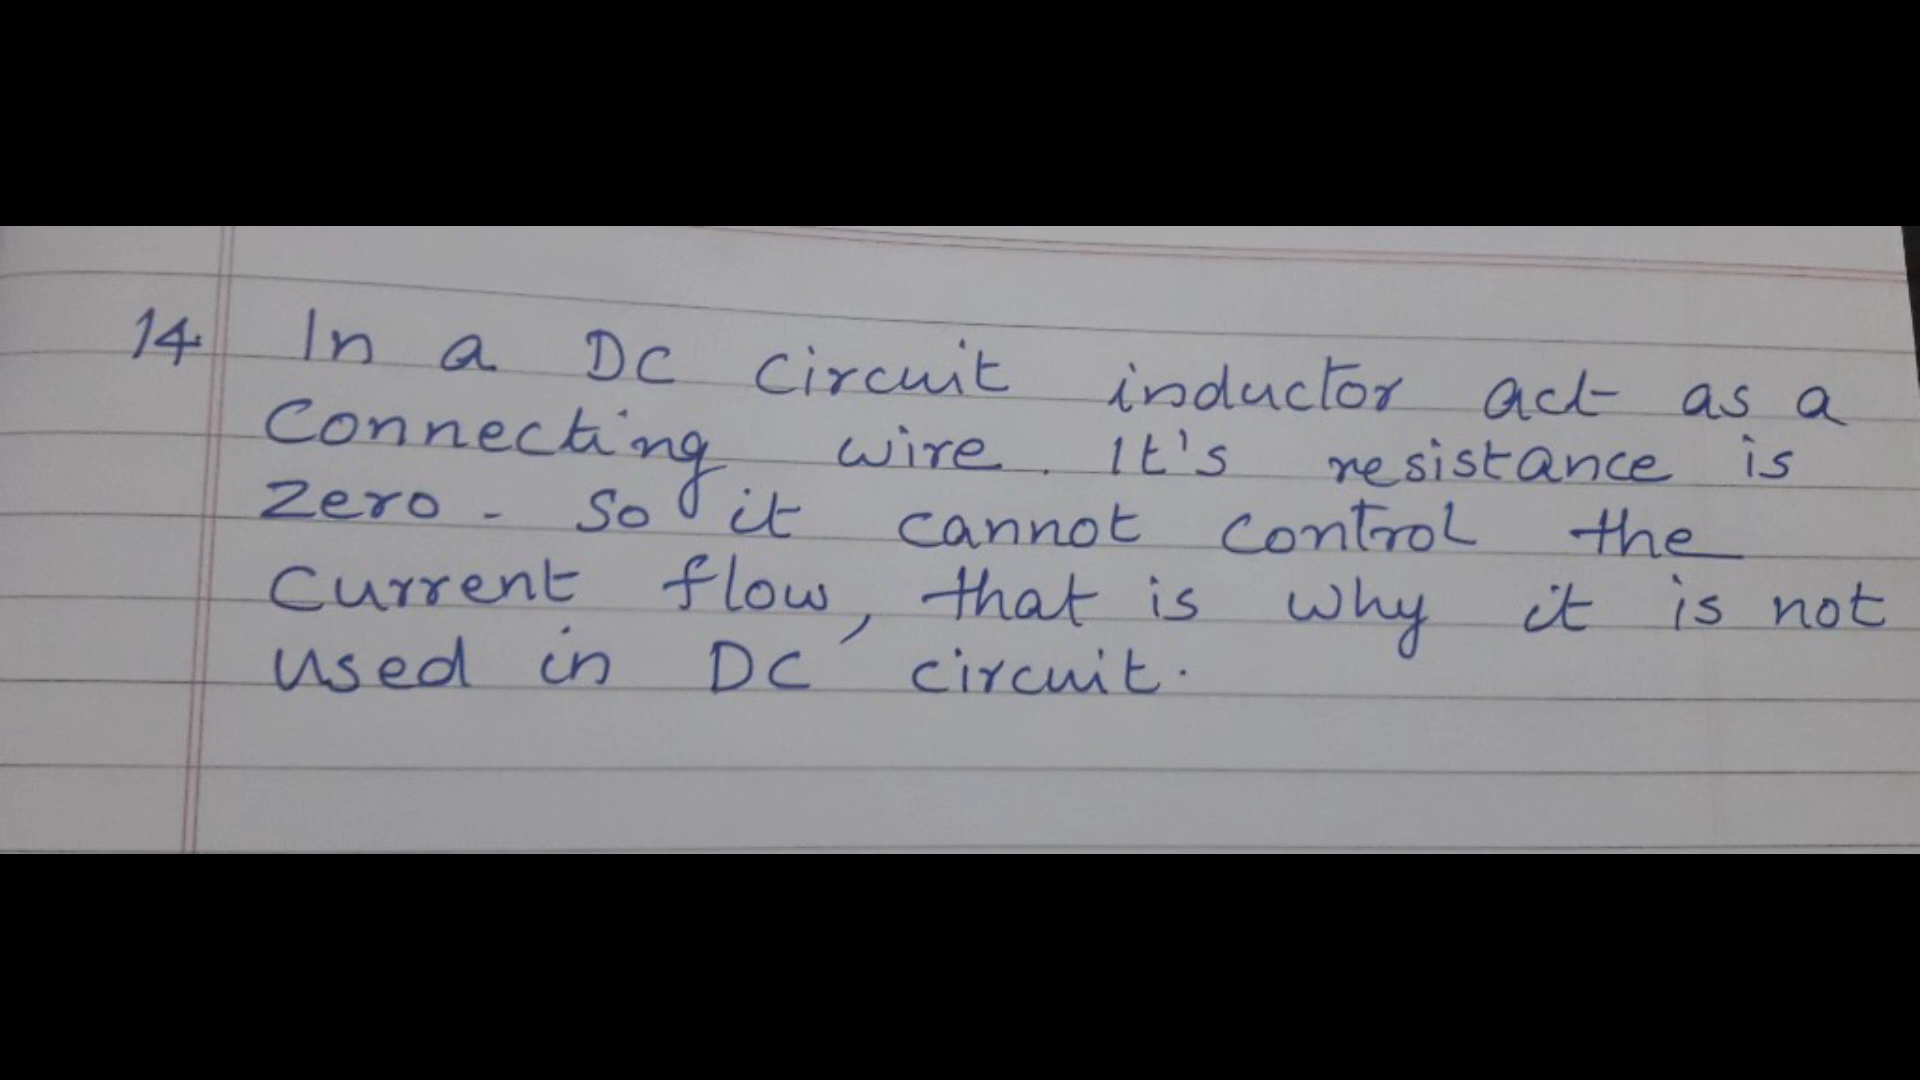 14. In a DC circuit inductor act as a
connecting wire. It's resistance is
zero. So it cannot control the
current flow, that is why it is not
used in DC circuit.